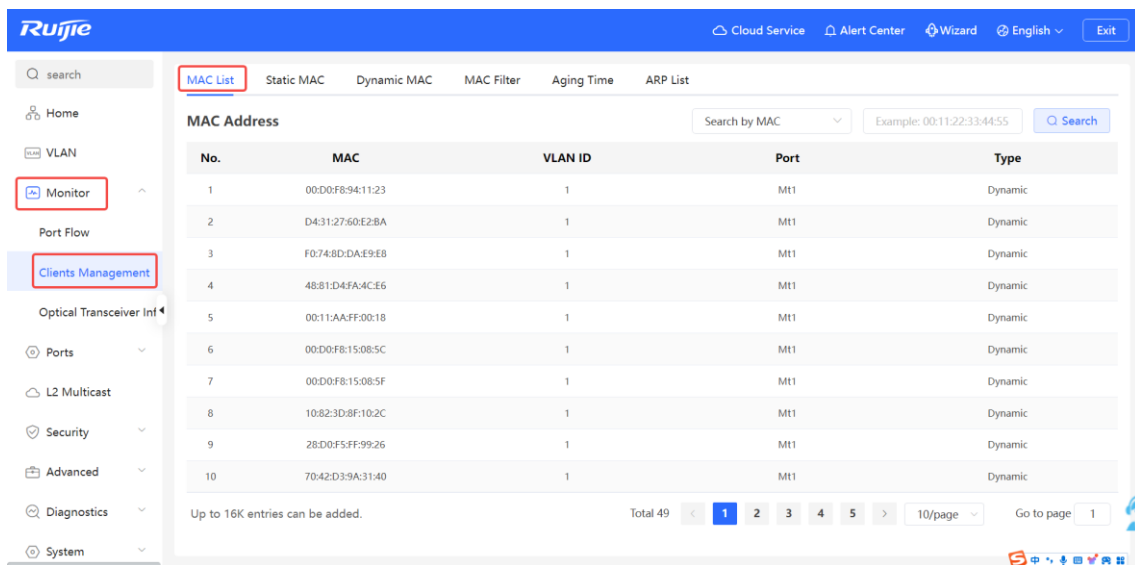 Ruijie
Cloud Service Alert Center Wizard English Exit
search
Home
VLAN
Monitor
Port Flow
Clients Management
Optical Transceiver Inf
Ports
L2 Multicast
Security
Advanced
Diagnostics
System
MAC List Static MAC Dynamic MAC MAC Filter Aging Time ARP List
MAC Address Search by MAC Example: 00:11:22:33:44:55 Search
No. MAC VLAN ID Port Type
1 00:D0:F8:94:11:23 1 Mt1 Dynamic
2 D4:31:27:60:E2:BA 1 Mt1 Dynamic
3 F0:74:8D:DA:E9:E8 1 Mt1 Dynamic
4 48:81:D4:FA:4C:E6 1 Mt1 Dynamic
5 00:11:AA:FF:00:18 1 Mt1 Dynamic
6 00:D0:F8:15:08:5C 1 Mt1 Dynamic
7 00:D0:F8:15:08:5F 1 Mt1 Dynamic
8 10:82:3D:8F:10:2C 1 Mt1 Dynamic
9 28:D0:F5:FF:99:26 1 Mt1 Dynamic
10 70:42:D3:9A:31:40 1 Mt1 Dynamic
Up to 16K entries can be added. Total 49 < 1 2 3 4 5 > 10/page Go to page 1
中